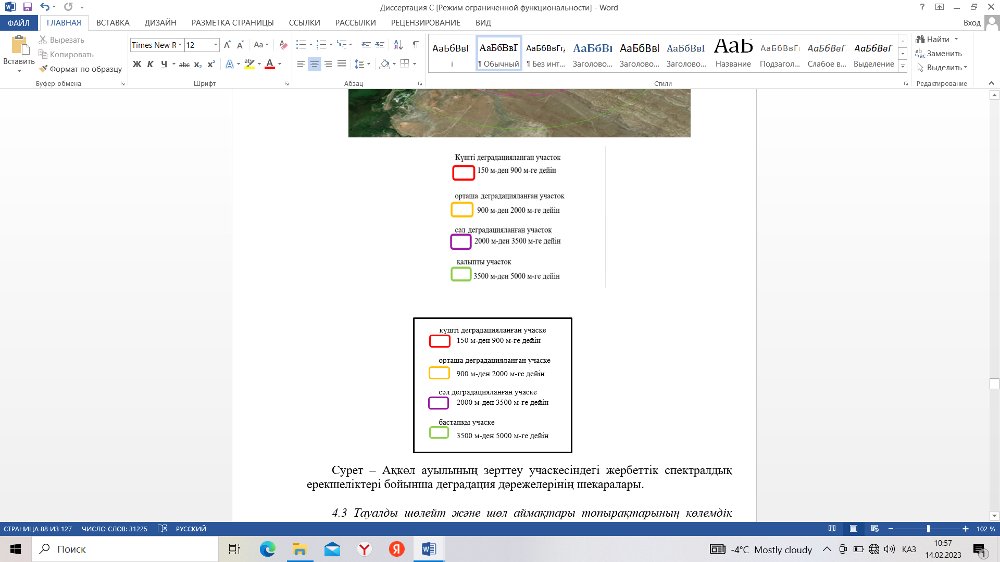 Диссертация С [Режим ограниченной функциональности] - Word
ФАЙЛ ГЛАВНАЯ ВСТАВКА ДИЗАЙН РАЗМЕТКА СТРАНИЦЫ ССЫЛКИ РАССЫЛКИ РЕЦЕНЗИРОВАНИЕ ВИД Вход
Вставить
Вырезать
Копировать
Формат по образцу
Буфер обмена
Times New R 12
Шрифт
Абзац
АаБбВвГ АаБбВвГ АаБбВвГг АаБбВı АаБбВвІ АаБбВвГ АаБ АаБбВвГı АаБбВвГ. АаБбВвГ.
i ¶ Обычный ¶ Без инт... Заголово... Заголово... Заголово... Название Подзагол... Слабое в... Выделение
Стили
Найти
Заменить
Выделить
Редактирование
Күшті деградацияланған участок
150 м-ден 900 м-ге дейін
орташа деградацияланған участок
900 м-ден 2000 м-ге дейін
сәл деградацияланған участок
2000 м-ден 3500 м-ге дейін
қалыпты участок
3500 м-ден 5000 м-ге дейін
күшті деградацияланған учаске
150 м-ден 900 м-ге дейін
орташа деградацияланған учаске
900 м-ден 2000 м-ге дейін
сәл деградацияланған учаске
2000 м-ден 3500 м-ге дейін
бастапқы учаске
3500 м-ден 5000 м-ге дейін
Сурет – Ақкөл ауылының зерттеу учаскесіндегі жербеттік спектралдық
ерекшеліктері бойынша деградация дәрежелерінің шекаралары.
4.3 Тауалды шөлейт және шөл аймақтары топырақтарының көлемдік
СТРАНИЦА 88 ИЗ 127 ЧИСЛО СЛОВ: 31225 РУССКИЙ 102 %
Поиск
-4°C Mostly cloudy ҚАЗ
10:57
14.02.2023
1